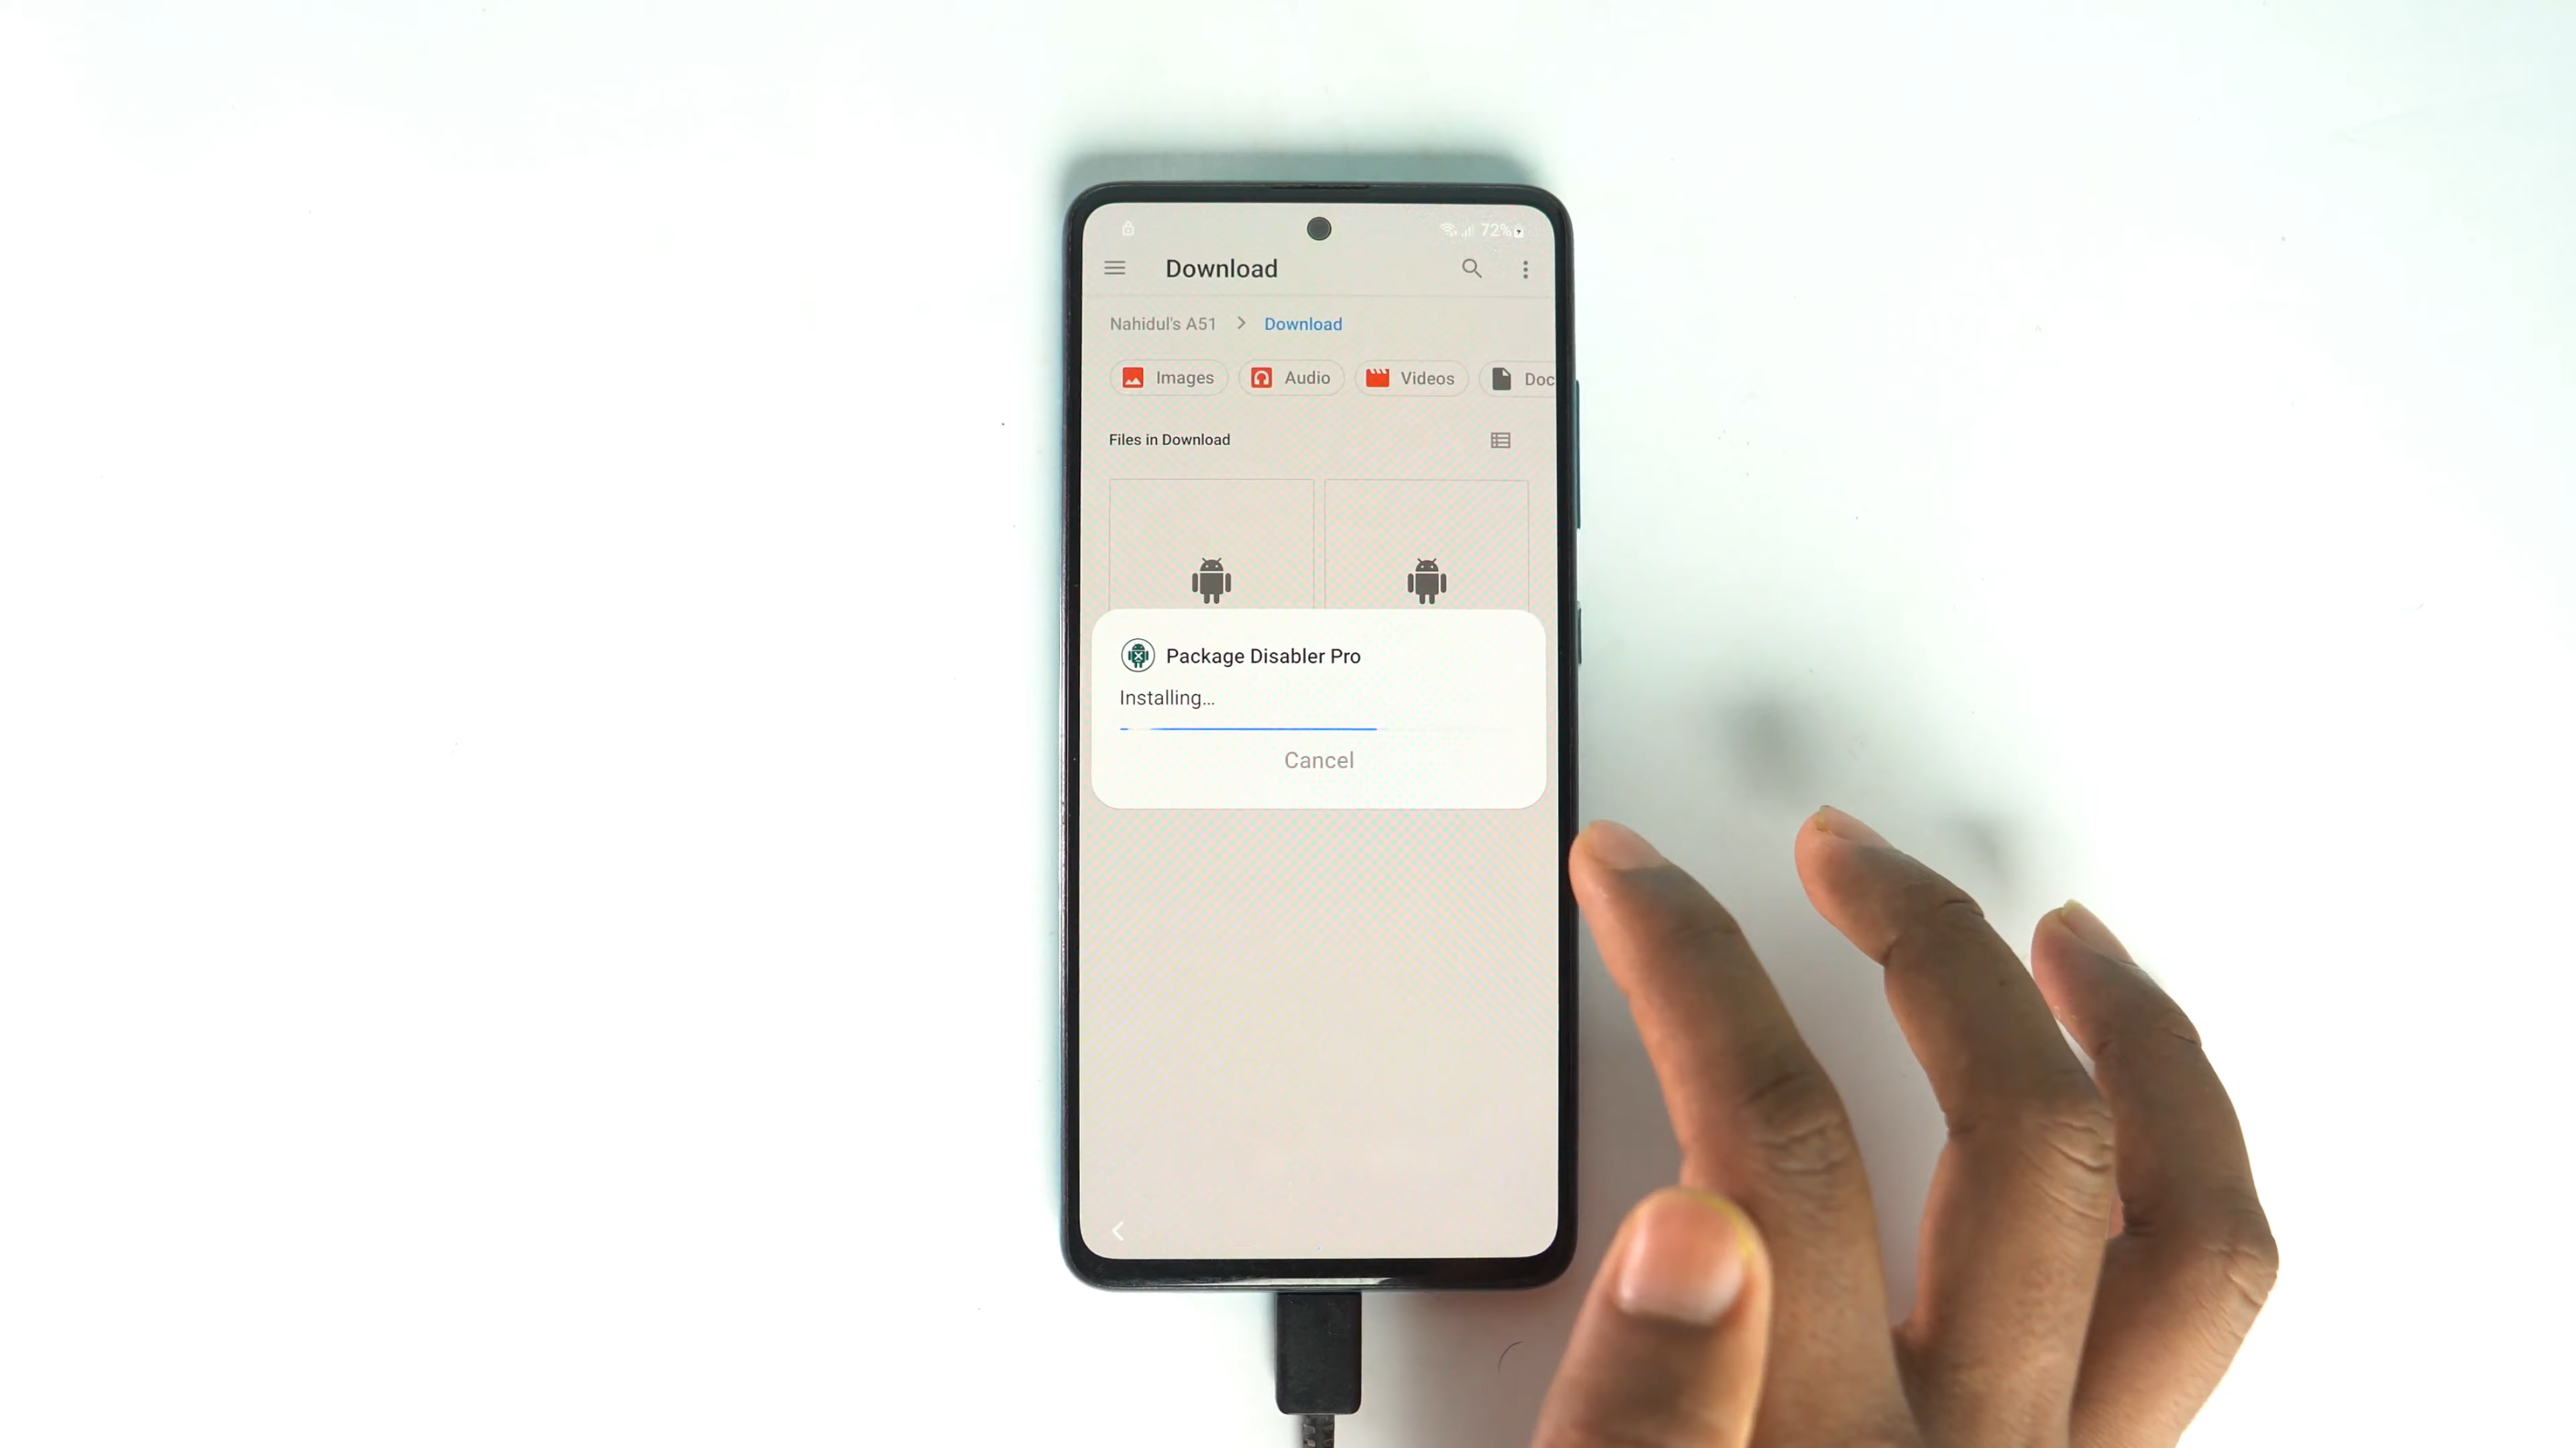 72%
Download
Nahidul's A51 > Download
Images Audio Videos Doc
Files in Download
Package Disabler Pro
Installing...
Cancel